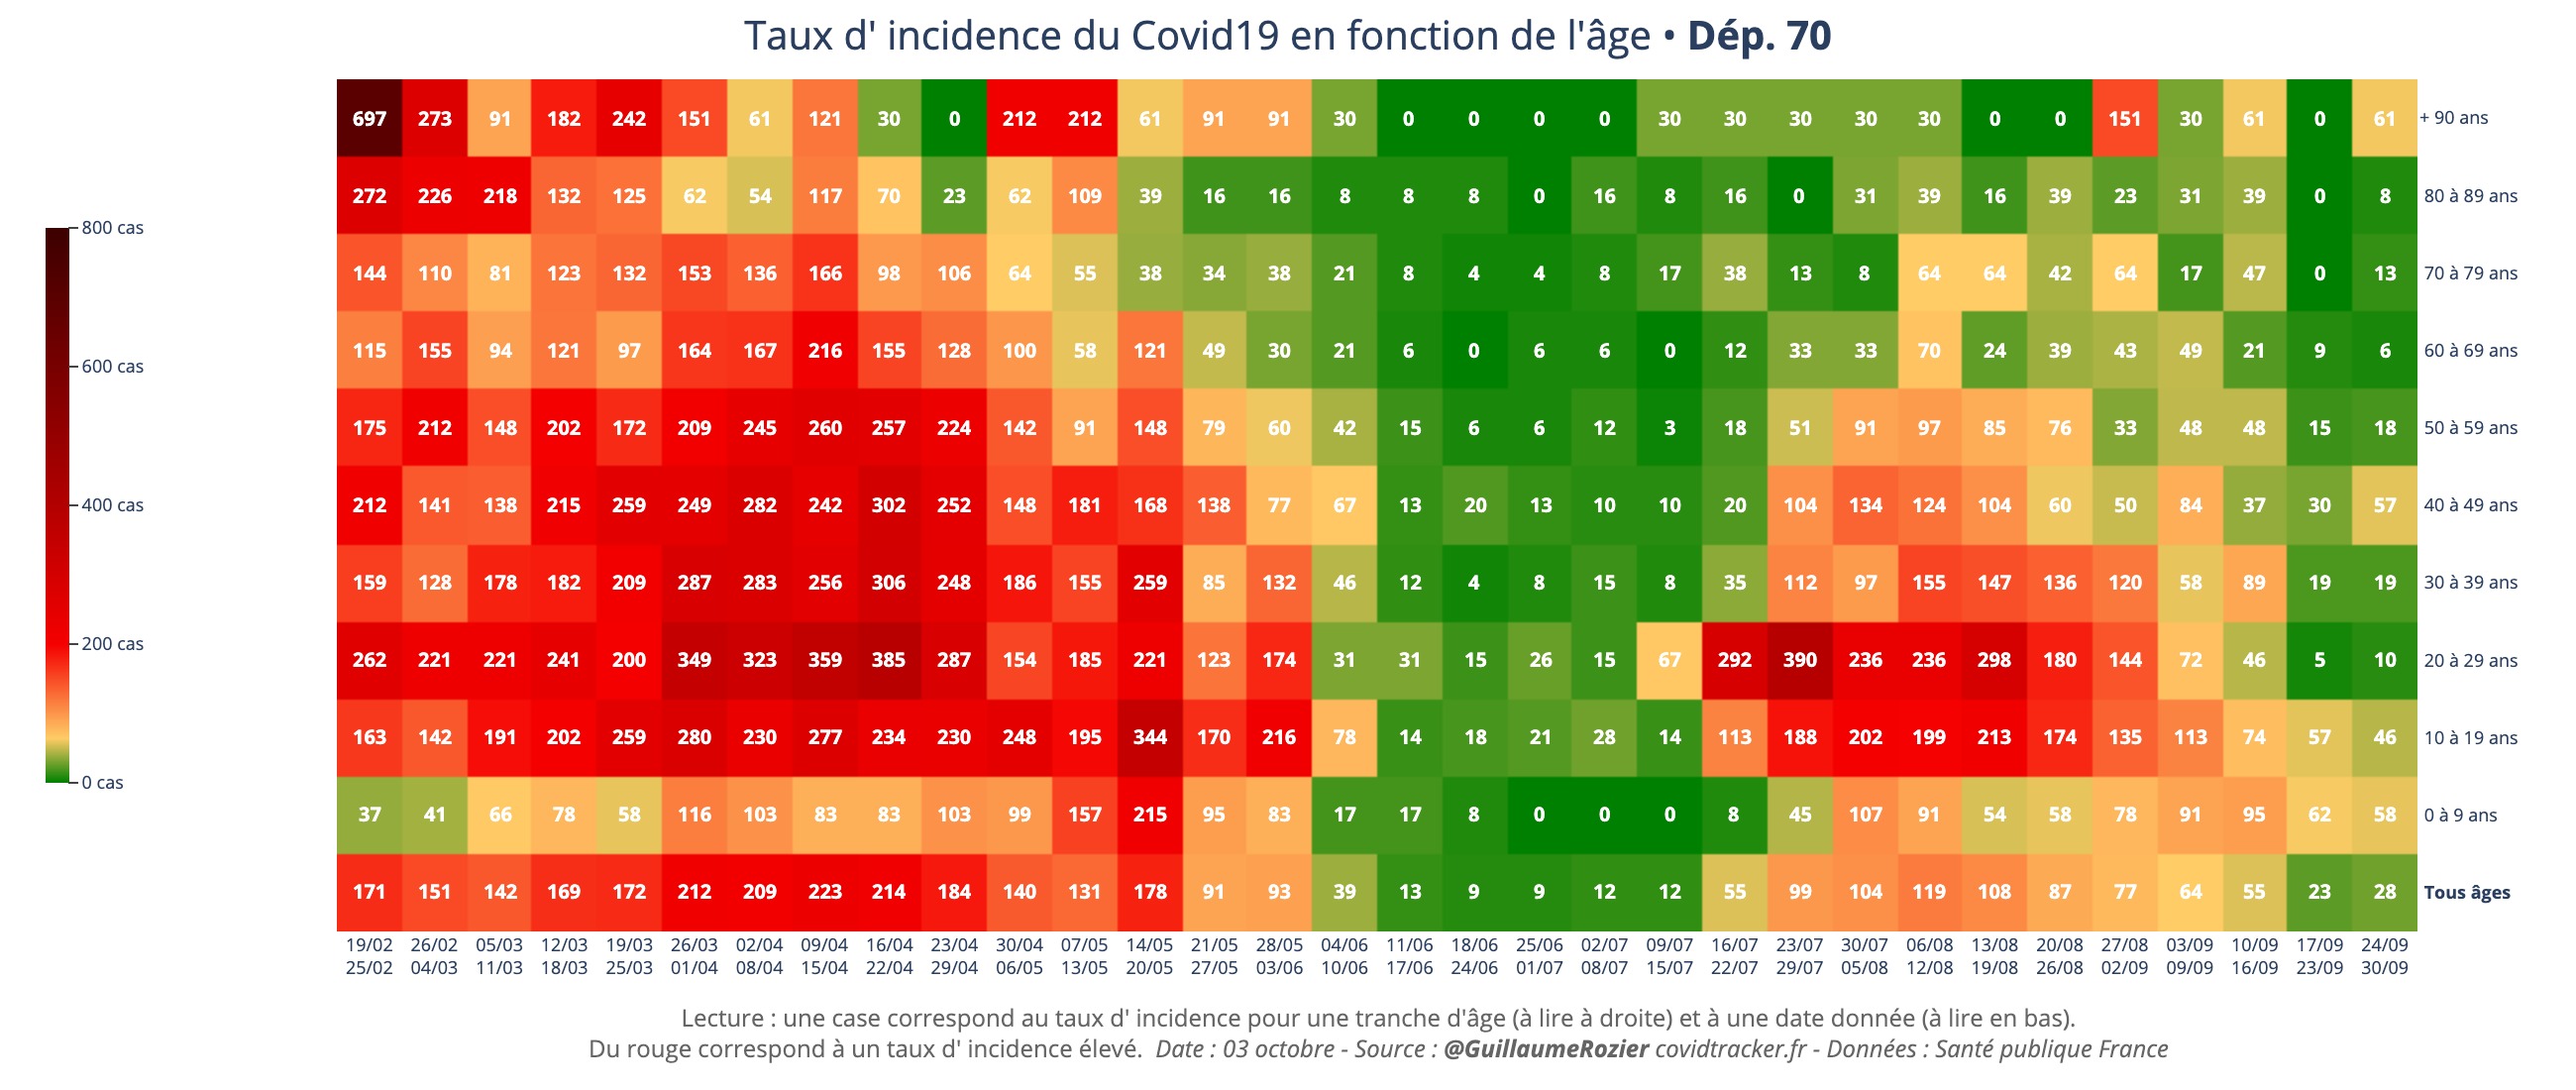 Taux d' incidence du Covid19 en fonction de l'âge • Dép. 70
697 273 91 182 242 151 61 121 30 0 212 212 61 91 91 30 0 0 0 0 30 30 30 30 30 0 0 151 30 61 0 61 + 90 ans
272 226 218 132 125 62 54 117 70 23 62 109 39 16 16 8 8 8 0 16 8 16 0 31 39 16 39 23 31 39 0 8 80 à 89 ans
800 cas
144 110 81 123 132 153 136 166 98 106 64 55 38 34 38 21 8 4 4 8 17 38 13 8 64 64 42 64 17 47 0 13 70 à 79 ans
115 155 94 121 97 164 167 216 155 128 100 58 121 49 30 21 6 0 6 6 0 12 33 33 70 24 39 43 49 21 9 6 60 à 69 ans
600 cas
175 212 148 202 172 209 245 260 257 224 142 91 148 79 60 42 15 6 6 12 3 18 51 91 97 85 76 33 48 48 15 18 50 à 59 ans
400 cas
212 141 138 215 259 249 282 242 302 252 148 181 168 138 77 67 13 20 13 10 10 20 104 134 124 104 60 50 84 37 30 57 40 à 49 ans
159 128 178 182 209 287 283 256 306 248 186 155 259 85 132 46 12 4 8 15 8 35 112 97 155 147 136 120 58 89 19 19 30 à 39 ans
200 cas
262 221 221 241 200 349 323 359 385 287 154 185 221 123 174 31 31 15 26 15 67 292 390 236 236 298 180 144 72 46 5 10 20 à 29 ans
163 142 191 202 259 280 230 277 234 230 248 195 344 170 216 78 14 18 21 28 14 113 188 202 199 213 174 135 113 74 57 46 10 à 19 ans
0 cas
37 41 66 78 58 116 103 83 83 103 99 157 215 95 83 17 17 8 0 0 0 8 45 107 91 54 58 78 91 95 62 58 0 à 9 ans
171 151 142 169 172 212 209 223 214 184 140 131 178 91 93 39 13 9 9 12 12 55 99 104 119 108 87 77 64 55 23 28 Tous âges
19/02 26/02 05/03 12/03 19/03 26/03 02/04 09/04 16/04 23/04 30/04 07/05 14/05 21/05 28/05 04/06 11/06 18/06 25/06 02/07 09/07 16/07 23/07 30/07 06/08 13/08 20/08 27/08 03/09 10/09 17/09 24/09
25/02 04/03 11/03 18/03 25/03 01/04 08/04 15/04 22/04 29/04 06/05 13/05 20/05 27/05 03/06 10/06 17/06 24/06 01/07 08/07 15/07 22/07 29/07 05/08 12/08 19/08 26/08 02/09 09/09 16/09 23/09 30/09
Lecture : une case correspond au taux d' incidence pour une tranche d'âge (à lire à droite) et à une date donnée (à lire en bas).
Du rouge correspond à un taux d' incidence élevé. Date : 03 octobre - Source : @GuillaumeRozier covidtracker.fr - Données : Santé publique France